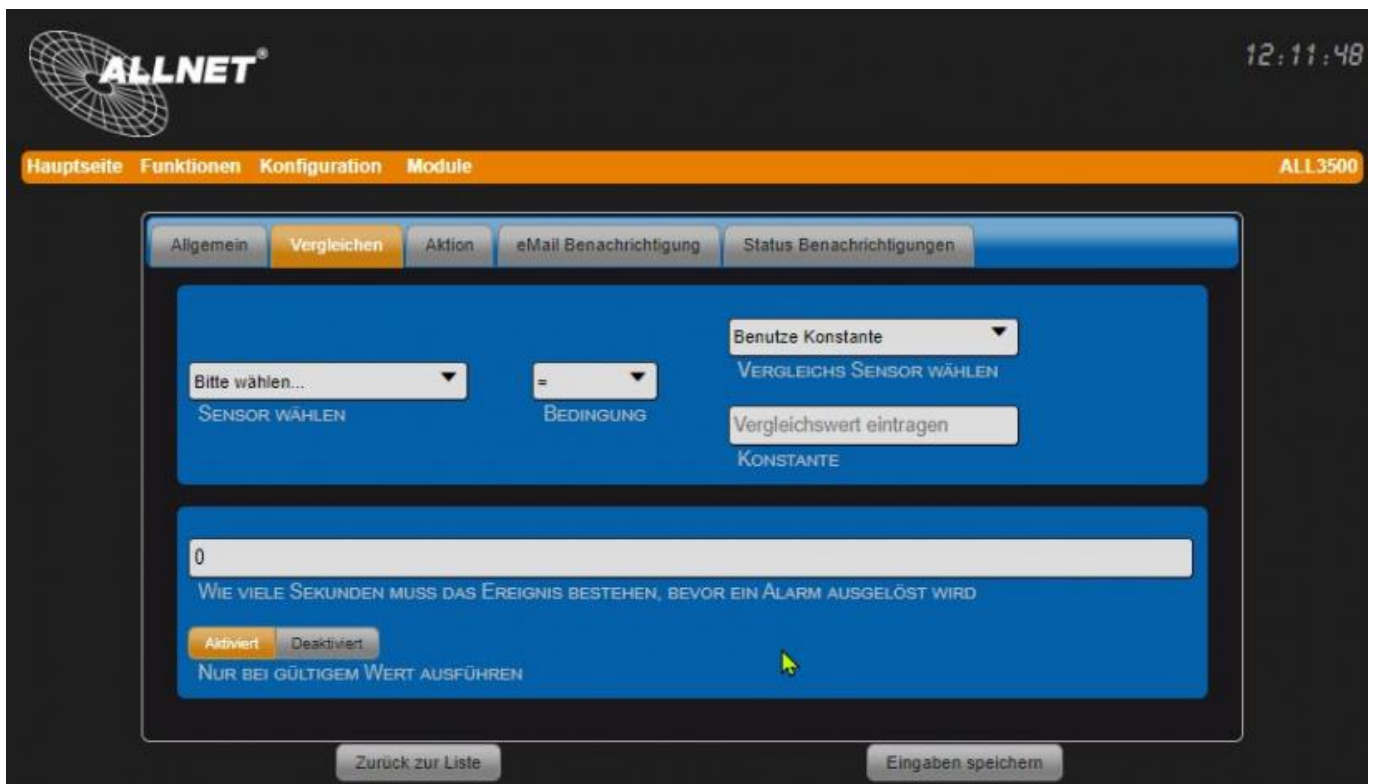 ALLNET®
12:11:48
Hauptseite Funktionen Konfiguration Module ALL3500
Allgemein Vergleichen Aktion eMail Benachrichtigung Status Benachrichtigungen
Benutze Konstante
VERGLEICHS SENSOR WÄHLEN
Bitte wählen... =
SENSOR WÄHLEN BEDINGUNG
Vergleichswert eintragen
KONSTANTE
0
WIE VIELE SEKUNDEN MUSS DAS EREIGNIS BESTEHEN, BEVOR EIN ALARM AUSGELÖST WIRD
Aktiviert Deaktiviert
NUR BEI GÜLTIGEM WERT AUSFÜHREN
Zurück zur Liste Eingaben speichern